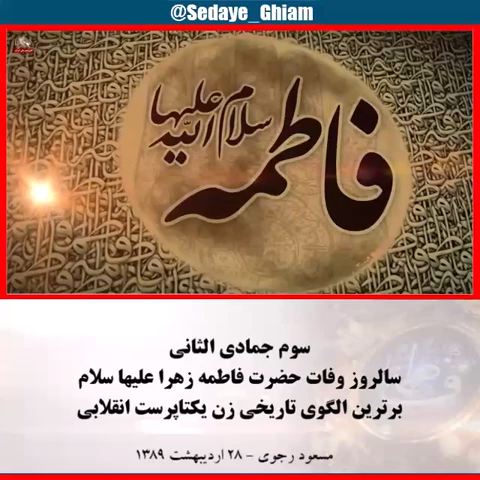 @Sedaye_Ghiam
فاطمه
سلام الله علیها
سوم جمادی الثانی
سالروز وفات حضرت فاطمه زهرا علیها سلام
برترین الگوی تاریخی زن یکتاپرست انقلابی
مسعود رجوی - ۲۸ اردیبهشت ۱۳۸۹